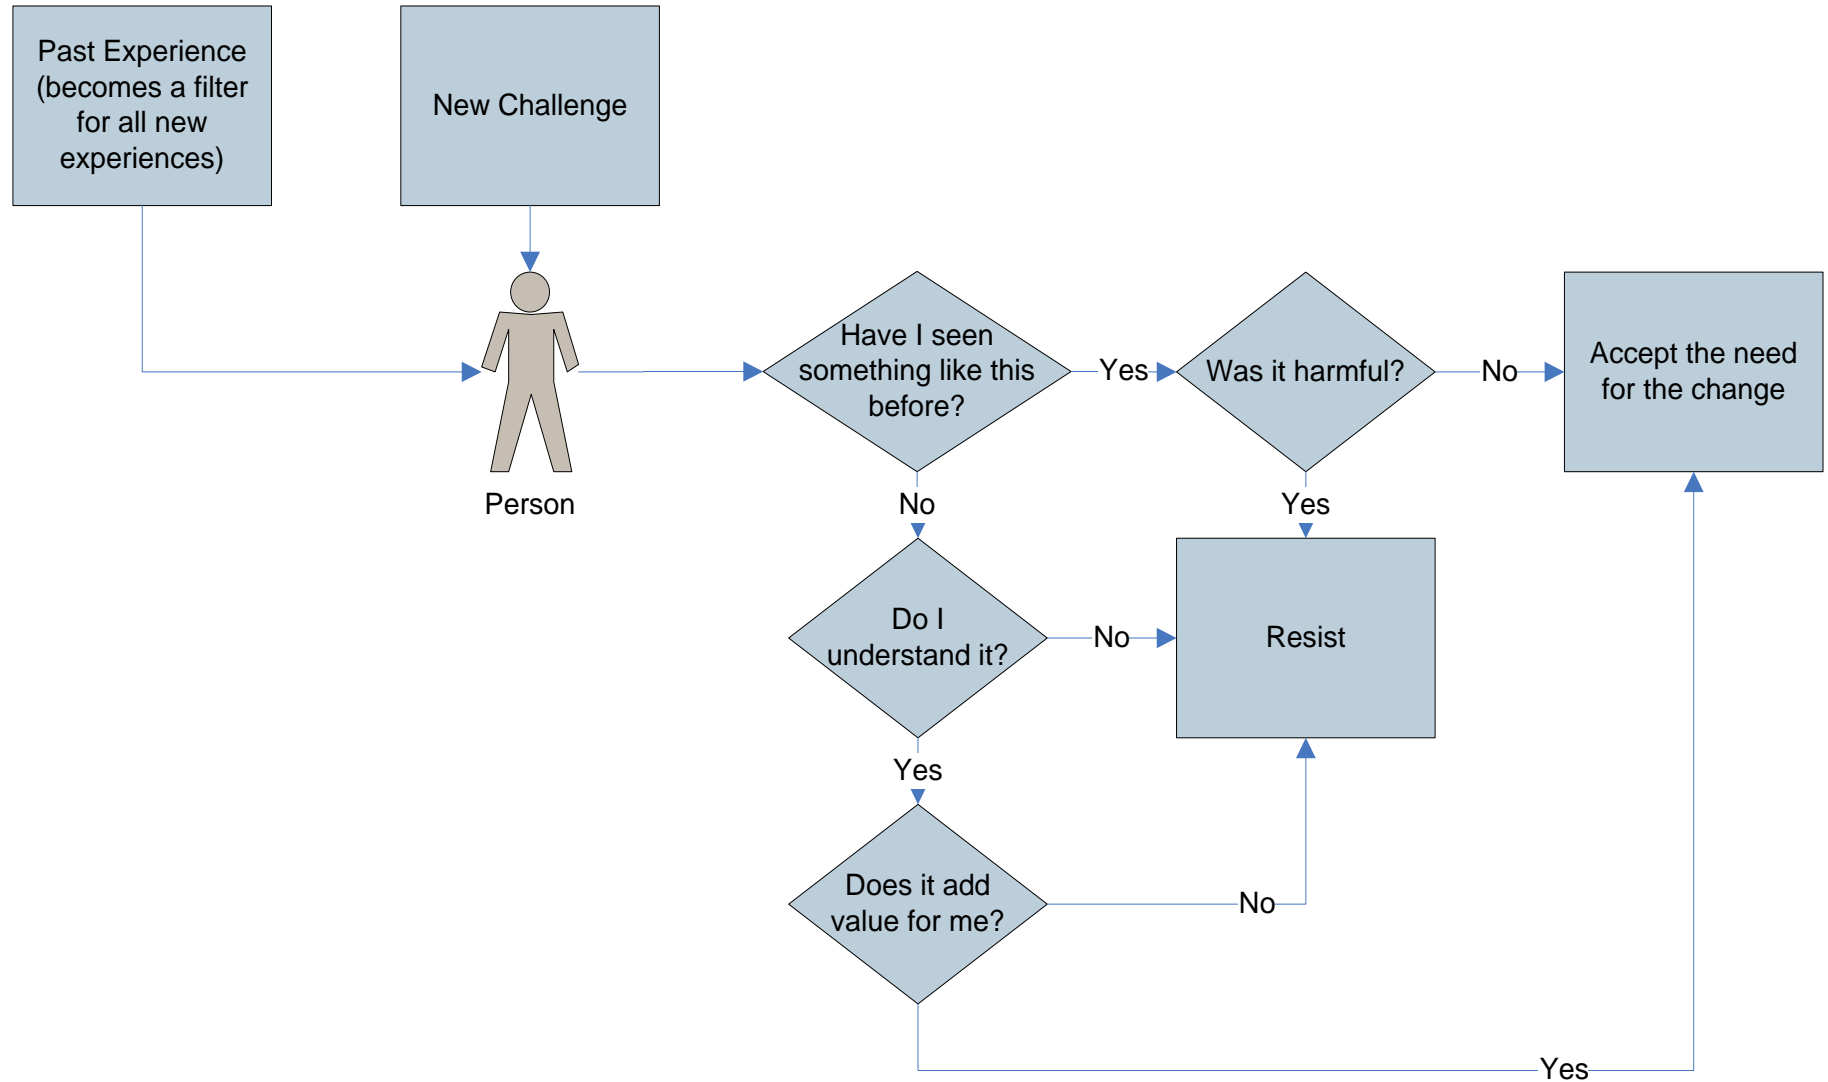 Past Experience
(becomes a filter
for all new
experiences)
New Challenge
Person
Have I seen
something like this
before?
Yes
Was it harmful?
No
Accept the need
for the change
No
Yes
Do I
understand it?
No
Resist
Yes
Does it add
value for me?
No
Yes